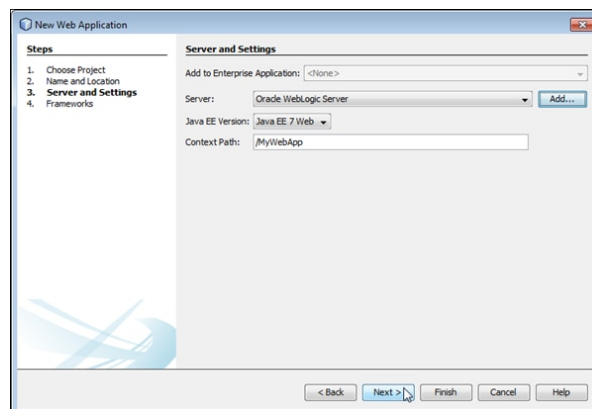 New Web Application
Steps
1. Choose Project
2. Name and Location
3. Server and Settings
4. Frameworks
Server and Settings
Add to Enterprise Application: <None>
Server: Oracle WebLogic Server Add...
Java EE Version: Java EE 7 Web
Context Path: /MyWebApp
< Back Next > Finish Cancel Help